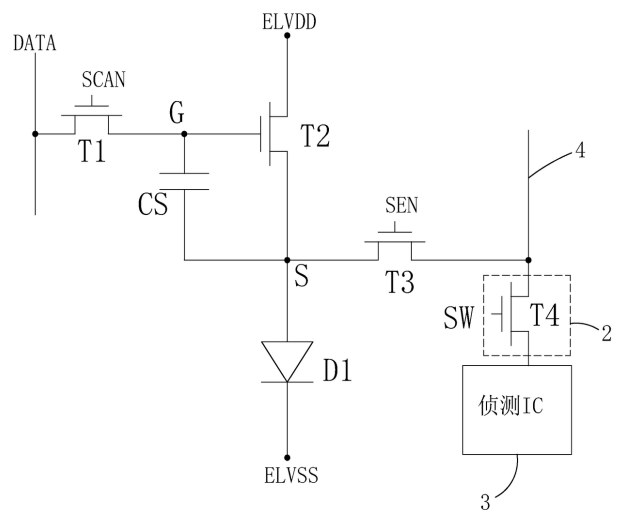 ELVDD
DATA
SCAN
G
T1
T2
4
CS
SEN
S
T3
SW
T4
2
D1
侦测IC
ELVSS
3